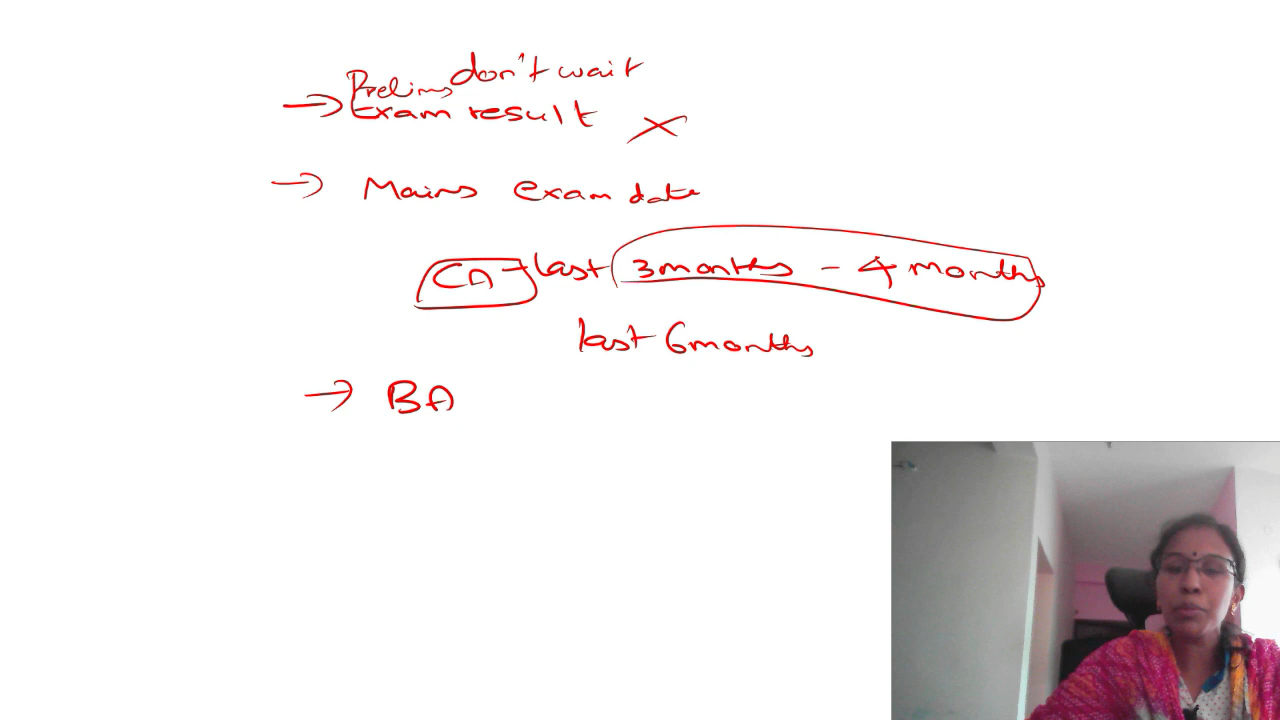 Prelims don't wait
→ Exam result X
→ Mains exam date
CA - last 3 months - 4 months
last 6 months
→ BA